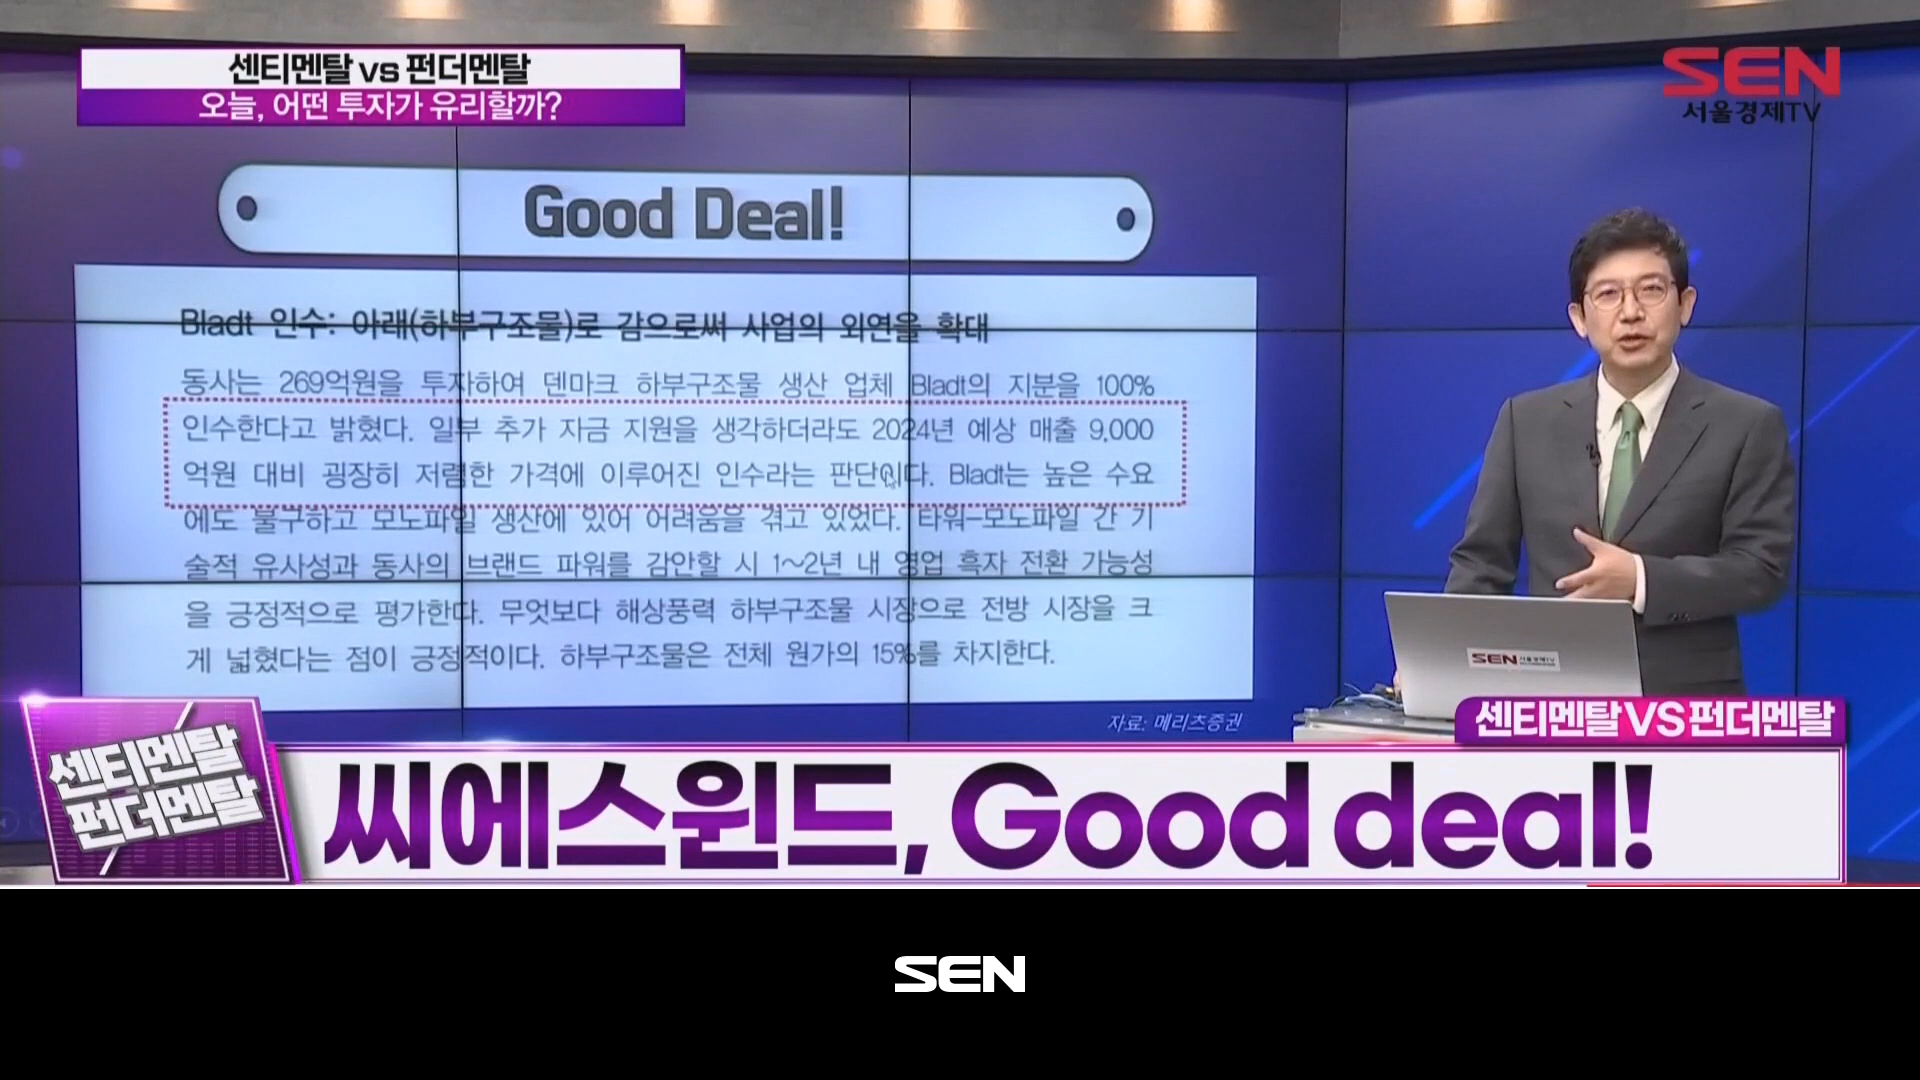 센티멘탈 vs 펀더멘탈
오늘, 어떤 투자가 유리할까?
SEN
서울경제TV
Good Deal!
Bladt 인수: 아래(하부구조물)로 감으로써 사업의 외연을 확대
동사는 269억원을 투자하여 덴마크 하부구조물 생산 업체 Bladt의 지분을 100%
인수한다고 밝혔다. 일부 추가 자금 지원을 생각하더라도 2024년 예상 매출 9,000
억원 대비 굉장히 저렴한 가격에 이루어진 인수라는 판단이다. Bladt는 높은 수요
에도 불구하고 모노파일 생산에 있어 어려움을 겪고 있었다. 타워-모노파일 간 기
술적 유사성과 동사의 브랜드 파워를 감안할 시 1~2년 내 영업 흑자 전환 가능성
을 긍정적으로 평가한다. 무엇보다 해상풍력 하부구조물 시장으로 전방 시장을 크
게 넓혔다는 점이 긍정적이다. 하부구조물은 전체 원가의 15%를 차지한다.
자료: 메리츠증권
SEN 서울경제TV
센티멘탈 VS 펀더멘탈
센티멘탈
펀더멘탈
씨에스윈드, Good deal!
SEN